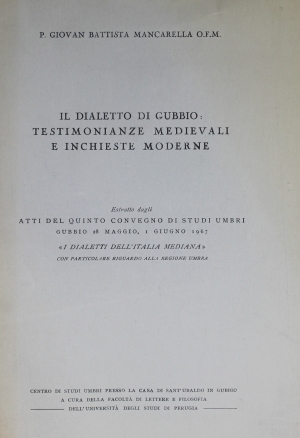 P. GIOVAN BATTISTA MANCARELLA O.F.M.
IL DIALETTO DI GUBBIO:
TESTIMONIANZE MEDIEVALI
E INCHIESTE MODERNE
Estratto dagli
ATTI DEL QUINTO CONVEGNO DI STUDI UMBRI
GUBBIO 28 MAGGIO, 1 GIUGNO 1967
«I DIALETTI DELL'ITALIA MEDIANA»
CON PARTICOLARE RIGUARDO ALLA REGIONE UMBRA
CENTRO DI STUDI UMBRI PRESSO LA CASA DI SANT'UBALDO IN GUBBIO
A CURA DELLA FACOLTÀ DI LETTERE E FILOSOFIA
DELL'UNIVERSITÀ DEGLI STUDI DI PERUGIA